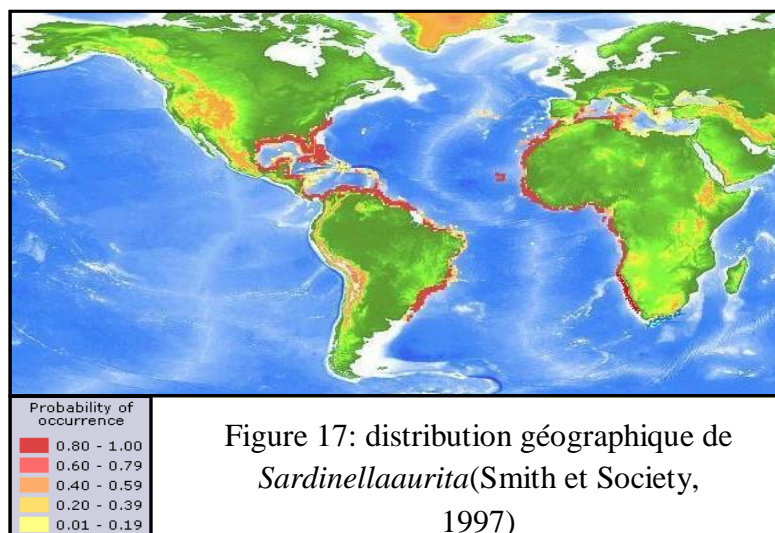 Probability of
occurrence
0.80 - 1.00
0.60 - 0.79
0.40 - 0.59
0.20 - 0.39
0.01 - 0.19
Figure 17: distribution géographique de
Sardinellaaurita(Smith et Society,
1997)